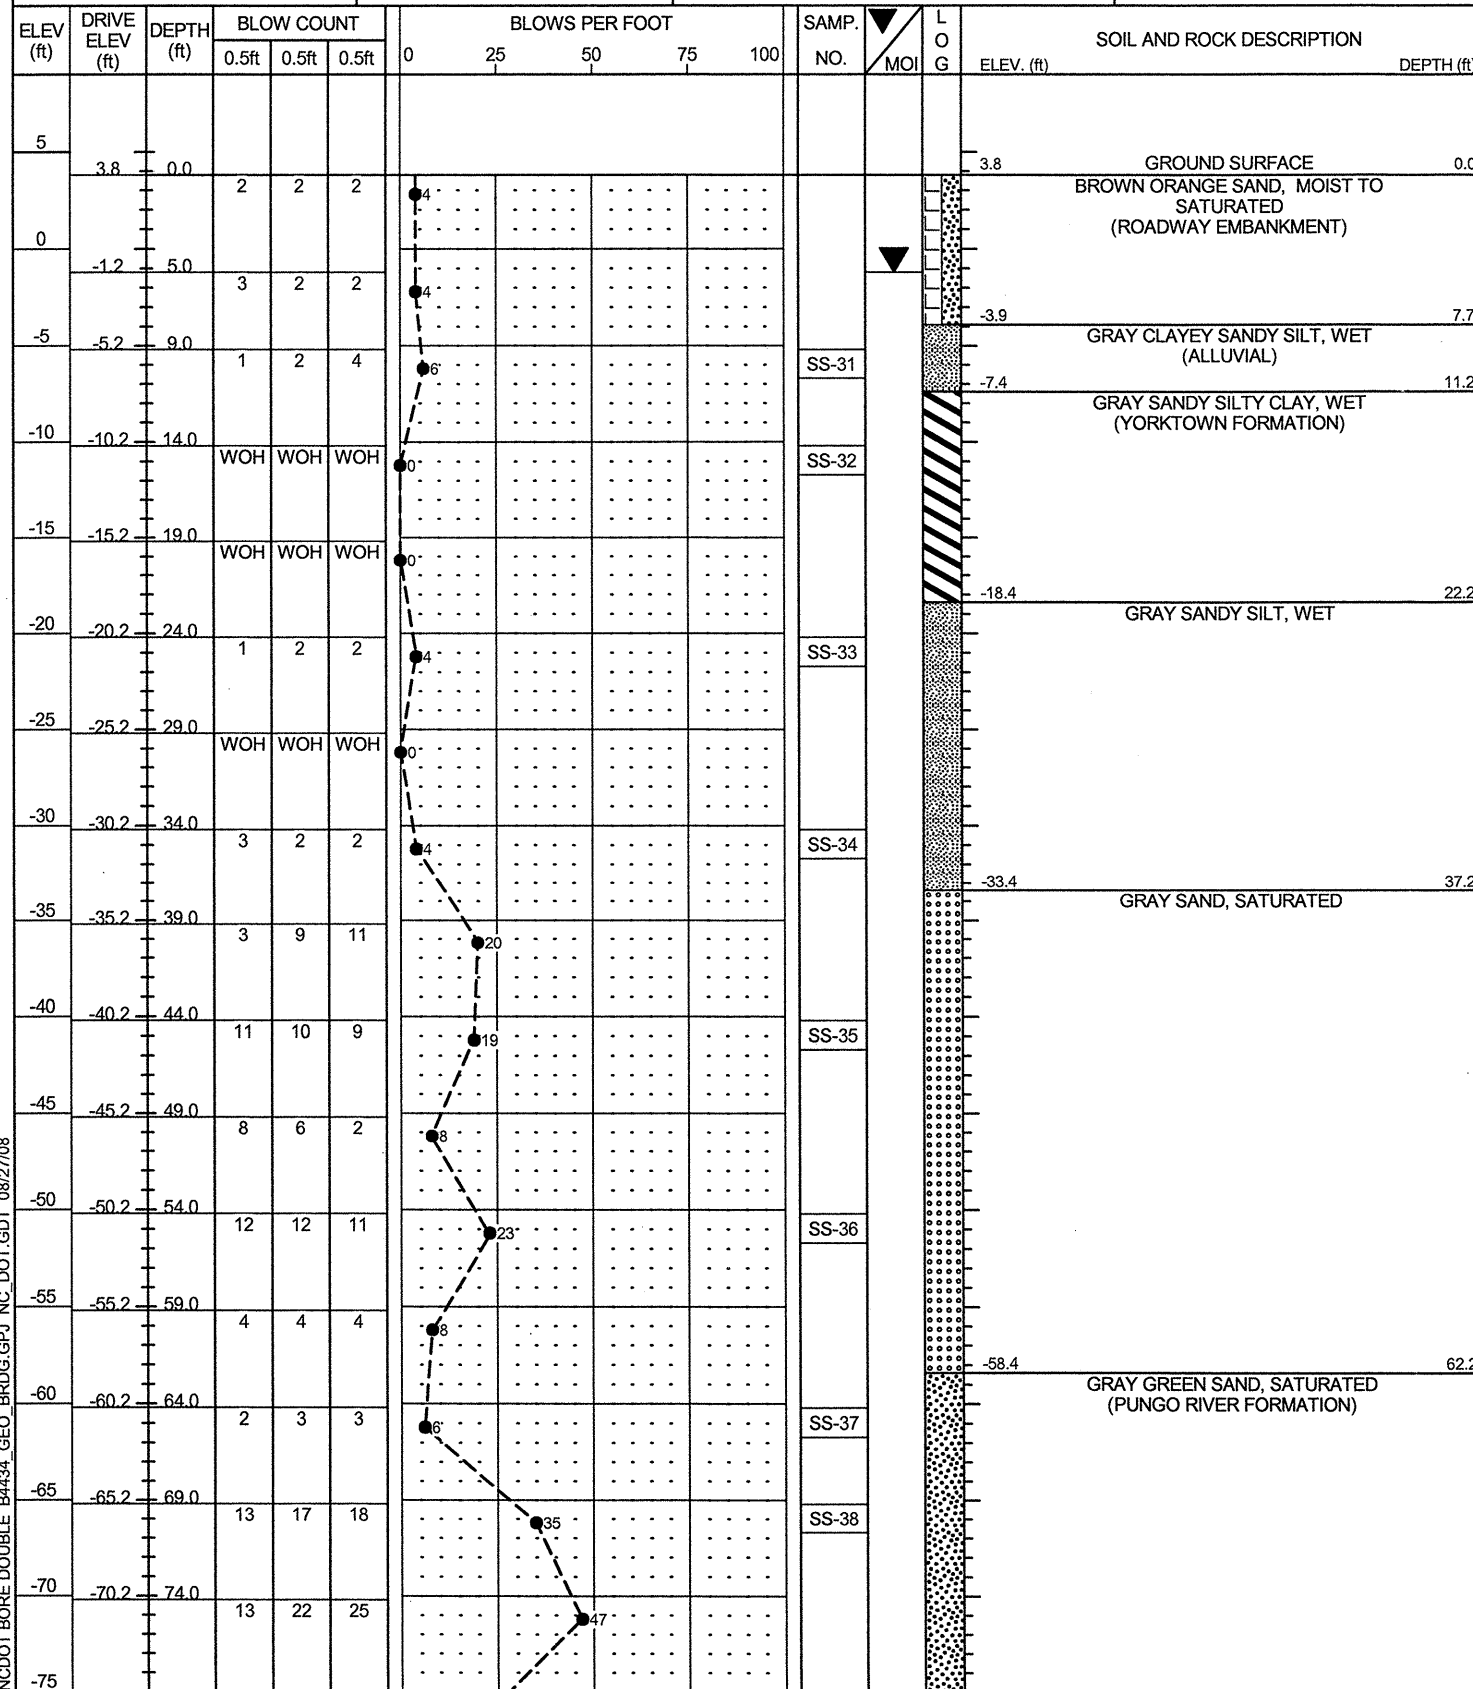 ELEV (ft) DRIVE ELEV (ft) DEPTH (ft) BLOW COUNT BLOWS PER FOOT SAMP. NO. MOI LOG SOIL AND ROCK DESCRIPTION
0.5ft 0.5ft 0.5ft 0 25 50 75 100 ELEV. (ft) DEPTH (ft)
5
3.8 0.0 3.8 GROUND SURFACE 0.0
2 2 2 4 BROWN ORANGE SAND, MOIST TO
SATURATED
(ROADWAY EMBANKMENT)
0
-1.2 5.0
3 2 2 4
-3.9 7.7
-5 GRAY CLAYEY SANDY SILT, WET
-5.2 9.0 (ALLUVIAL)
1 2 4 6 SS-31
-7.4 11.2
GRAY SANDY SILTY CLAY, WET
(YORKTOWN FORMATION)
-10
-10.2 14.0
WOH WOH WOH 0 SS-32
-15
-15.2 19.0
WOH WOH WOH 0
-18.4 22.2
GRAY SANDY SILT, WET
-20
-20.2 24.0
1 2 2 4 SS-33
-25
-25.2 29.0
WOH WOH WOH 0
-30
-30.2 34.0
3 2 2 4 SS-34
-33.4 37.2
GRAY SAND, SATURATED
-35
-35.2 39.0
3 9 11 20
-40
-40.2 44.0
11 10 9 19 SS-35
-45
-45.2 49.0
8 6 2 8
-50
-50.2 54.0
12 12 11 23 SS-36
-55
-55.2 59.0
4 4 4 8
-58.4 62.2
GRAY GREEN SAND, SATURATED
(PUNGO RIVER FORMATION)
-60
-60.2 64.0
2 3 3 6 SS-37
-65
-65.2 69.0
13 17 18 35 SS-38
-70
-70.2 74.0
13 22 25 47
-75
NCDOT BORE DOUBLE B4434_GEO_BRDG.GPJ NC_DOT.GDT 08/27/08